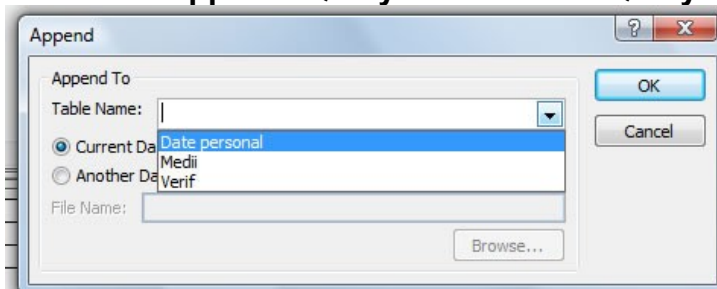 Append
Append To
Table Name:
Date personal
Current Da
Medii
Another Da
Verif
File Name:
Browse...
OK
Cancel